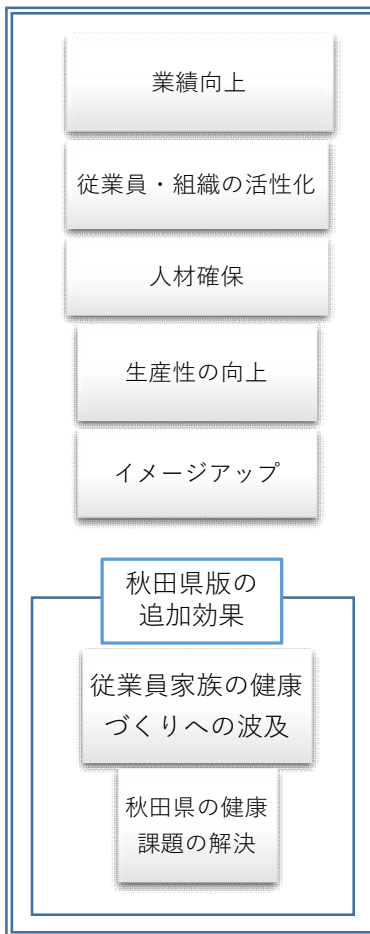 業績向上
従業員・組織の活性化
人材確保
生産性の向上
イメージアップ
秋田県版の
追加効果
従業員家族の健康
づくりへの波及
秋田県の健康
課題の解決